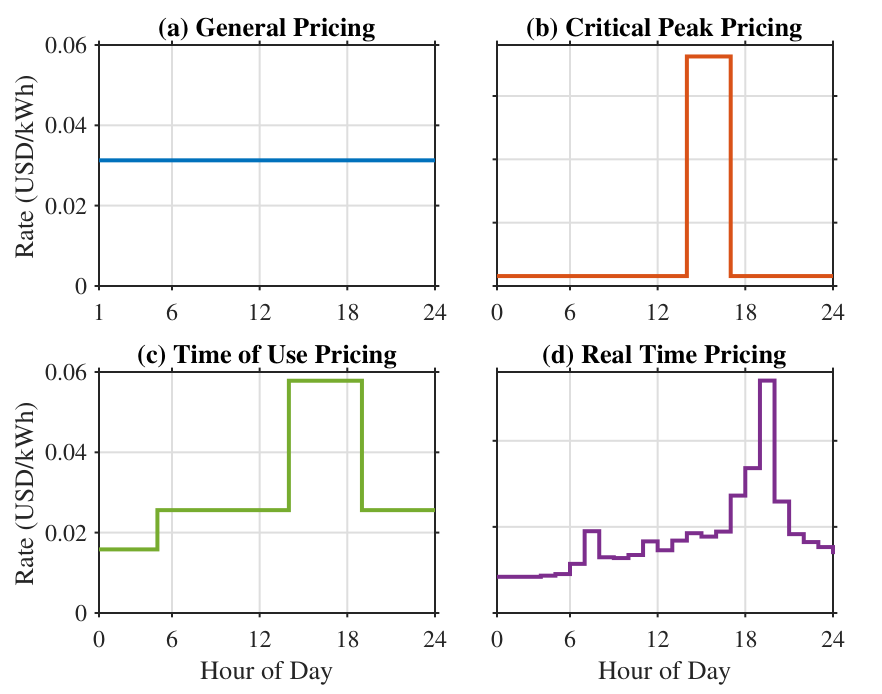 (a) General Pricing
(b) Critical Peak Pricing
Rate (USD/kWh)
0.06
0.04
0.02
0
1 6 12 18 24
0 6 12 18 24
(c) Time of Use Pricing
(d) Real Time Pricing
Rate (USD/kWh)
0.06
0.04
0.02
0
0 6 12 18 24
0 6 12 18 24
Hour of Day
Hour of Day